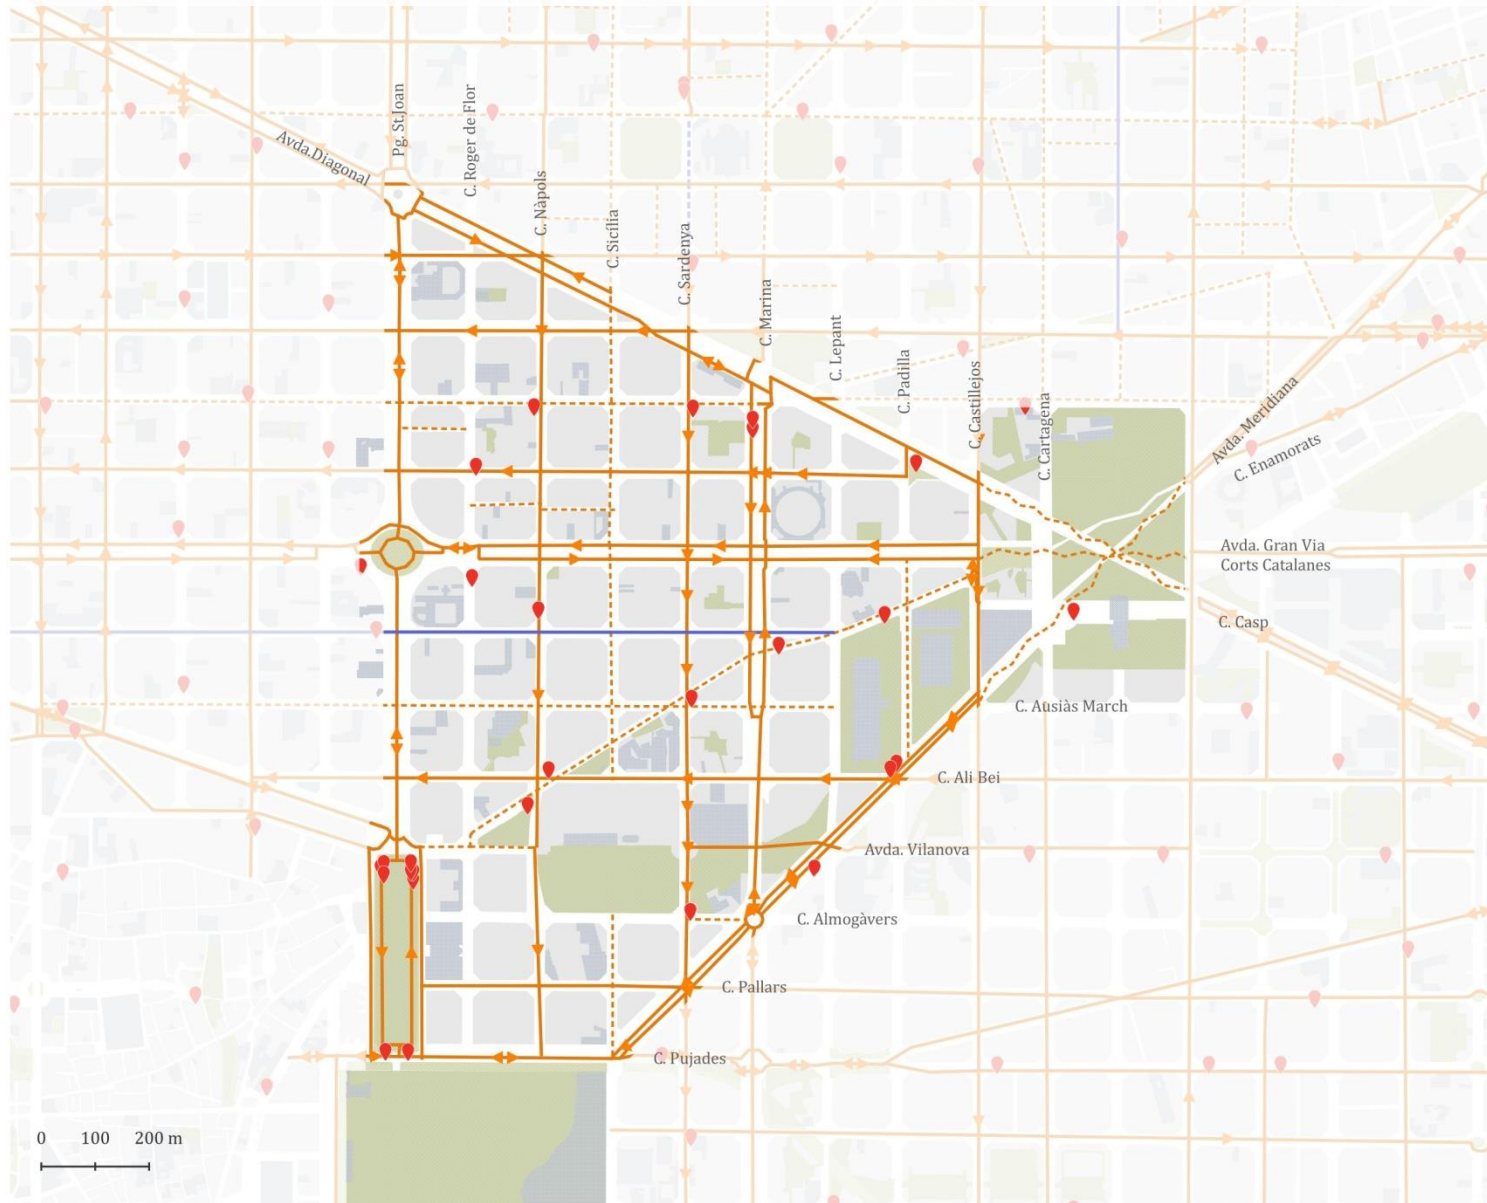 Pg. St.Joan
C. Roger de Flor
Avda.Diagonal
C. Nàpols
C. Sicília
C. Sardenya
C. Marina
C. Lepant
C. Padilla
C. Castillejos
C. Cartagena
Avda. Meridiana
C. Enamorats
Avda. Gran Via
Corts Catalanes
C. Casp
C. Ausiàs March
C. Ali Bei
Avda. Vilanova
C. Almogàvers
C. Pallars
C. Pujades
0 100 200 m